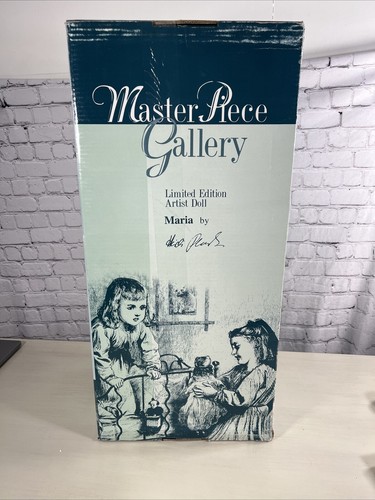 Master Piece
Gallery
Limited Edition
Artist Doll
Maria by